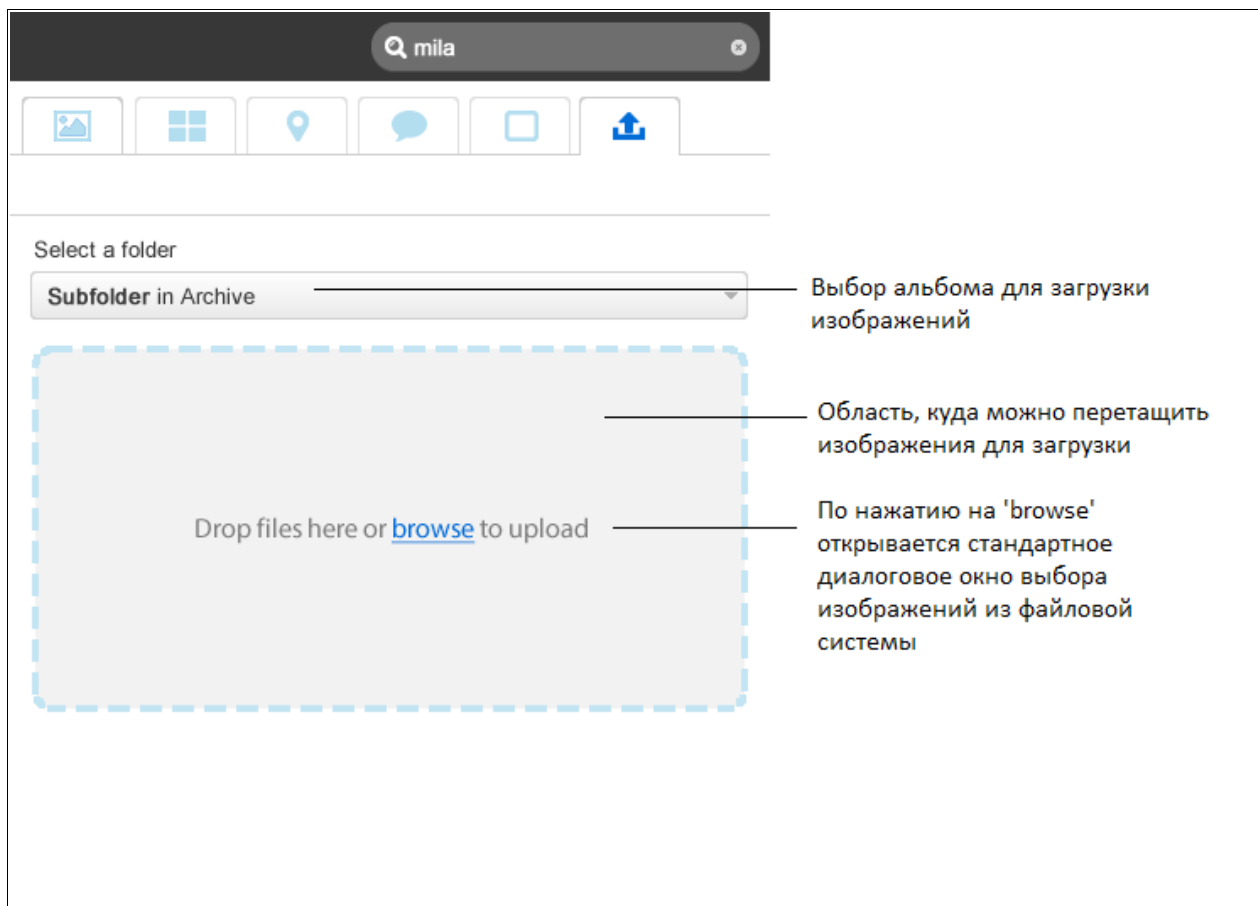 mila
Select a folder
Subfolder in Archive
Выбор альбома для загрузки
изображений
Область, куда можно перетащить
изображения для загрузки
Drop files here or browse to upload
По нажатию на 'browse'
открывается стандартное
диалоговое окно выбора
изображений из файловой
системы